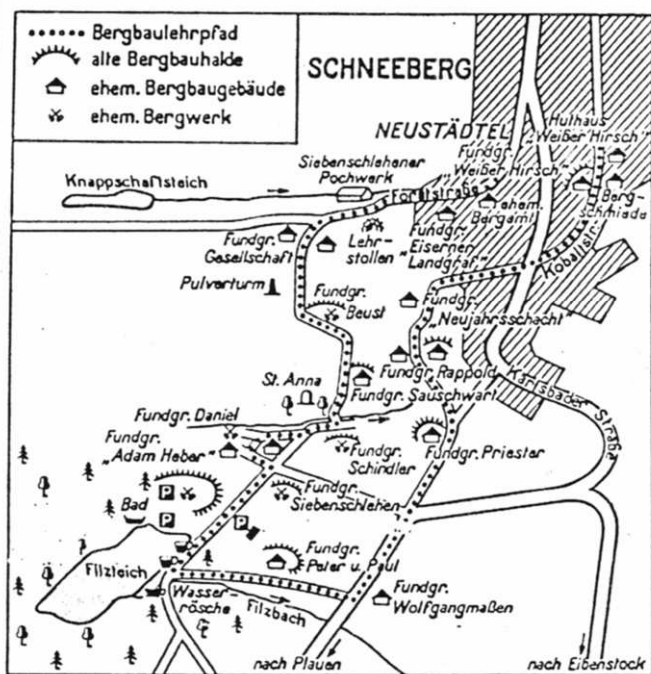 Bergbaulehrpfad
alte Bergbauhalde
ehem. Bergbaugebäude
ehem. Bergwerk
SCHNEEBERG
NEUSTÄDTEL
Huthaus
"Weißer Hirsch"
Fundgr.
"Weißer Hirsch"
Siebenschlehener
Pochwerk
Knappschaftsteich
Forststraße
ehem.
Bergamt
Berg-
schmiede
Fundgr.
Gesellschaft
Lehr-
stollen
Fundgr.
Eiserner
"Landgraf"
Kobaltstr.
Pulverturm
Fundgr.
Beust
Fundgr.
"Neujahrsschacht"
Fundgr. Rappold
St. Anna
Fundgr. Sauschwart
Karlsbader
Straße
Fundgr. Daniel
Fundgr.
"Adam Heber"
Fundgr.
Schindler
Fundgr. Priester
P
Bad
P
Fundgr.
Siebenschlehen
P
Filzteich
Fundgr.
Peter u. Paul
Wasser-
rösche
Filzbach
Fundgr.
Wolfgangmaßen
nach Plauen
nach Eibenstock